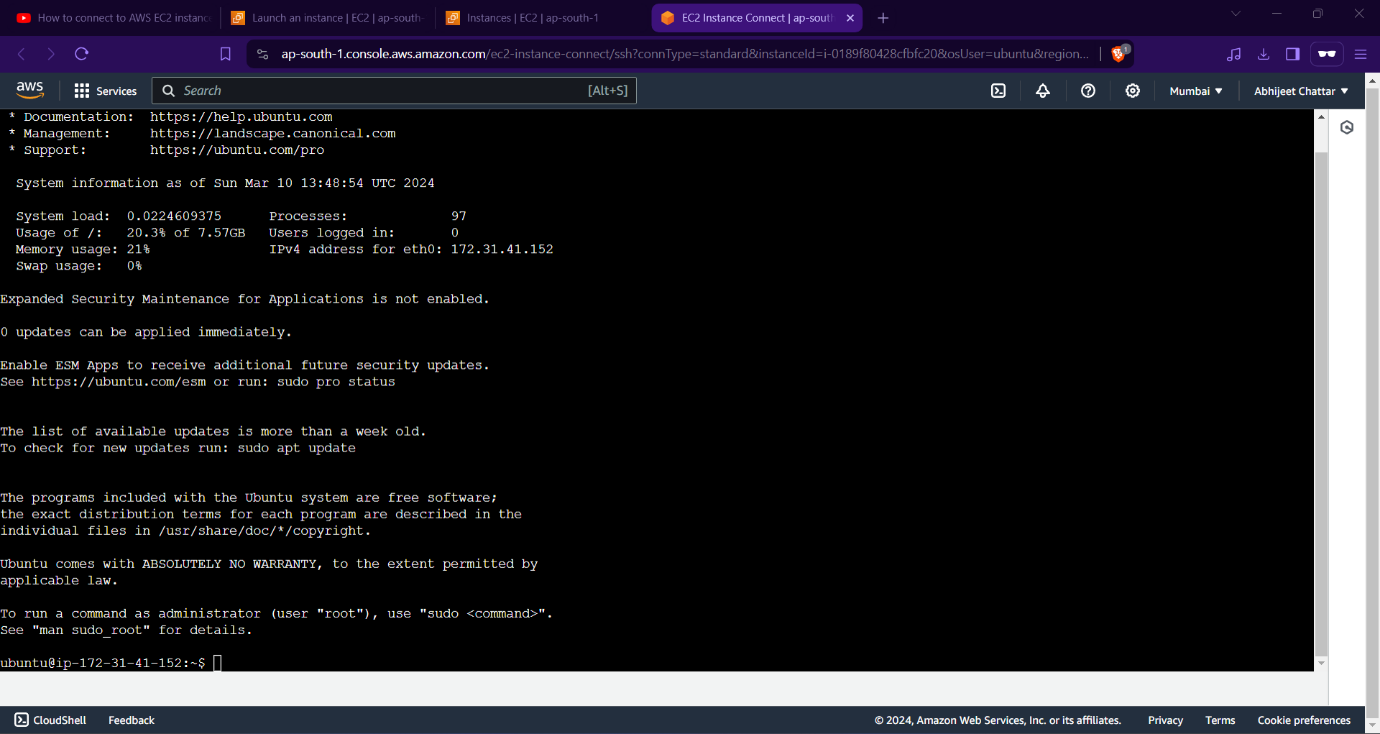 How to connect to AWS EC2 instanc
Launch an instance | EC2 | ap-south-
Instances | EC2 | ap-south-1
EC2 Instance Connect | ap-south
ap-south-1.console.aws.amazon.com/ec2-instance-connect/ssh?connType=standard&instanceId=i-0189f80428cfbfc20&osUser=ubuntu&region...
1
aws
Services
Search [Alt+S]
Mumbai
Abhijeet Chattar
* Documentation: https://help.ubuntu.com
* Management: https://landscape.canonical.com
* Support: https://ubuntu.com/pro
System information as of Sun Mar 10 13:48:54 UTC 2024
System load: 0.0224609375 Processes: 97
Usage of /: 20.3% of 7.57GB Users logged in: 0
Memory usage: 21% IPv4 address for eth0: 172.31.41.152
Swap usage: 0%
Expanded Security Maintenance for Applications is not enabled.
0 updates can be applied immediately.
Enable ESM Apps to receive additional future security updates.
See https://ubuntu.com/esm or run: sudo pro status
The list of available updates is more than a week old.
To check for new updates run: sudo apt update
The programs included with the Ubuntu system are free software;
the exact distribution terms for each program are described in the
individual files in /usr/share/doc/*/copyright.
Ubuntu comes with ABSOLUTELY NO WARRANTY, to the extent permitted by
applicable law.
To run a command as administrator (user "root"), use "sudo <command>".
See "man sudo_root" for details.
ubuntu@ip-172-31-41-152:~$
CloudShell
Feedback
© 2024, Amazon Web Services, Inc. or its affiliates.
Privacy
Terms
Cookie preferences